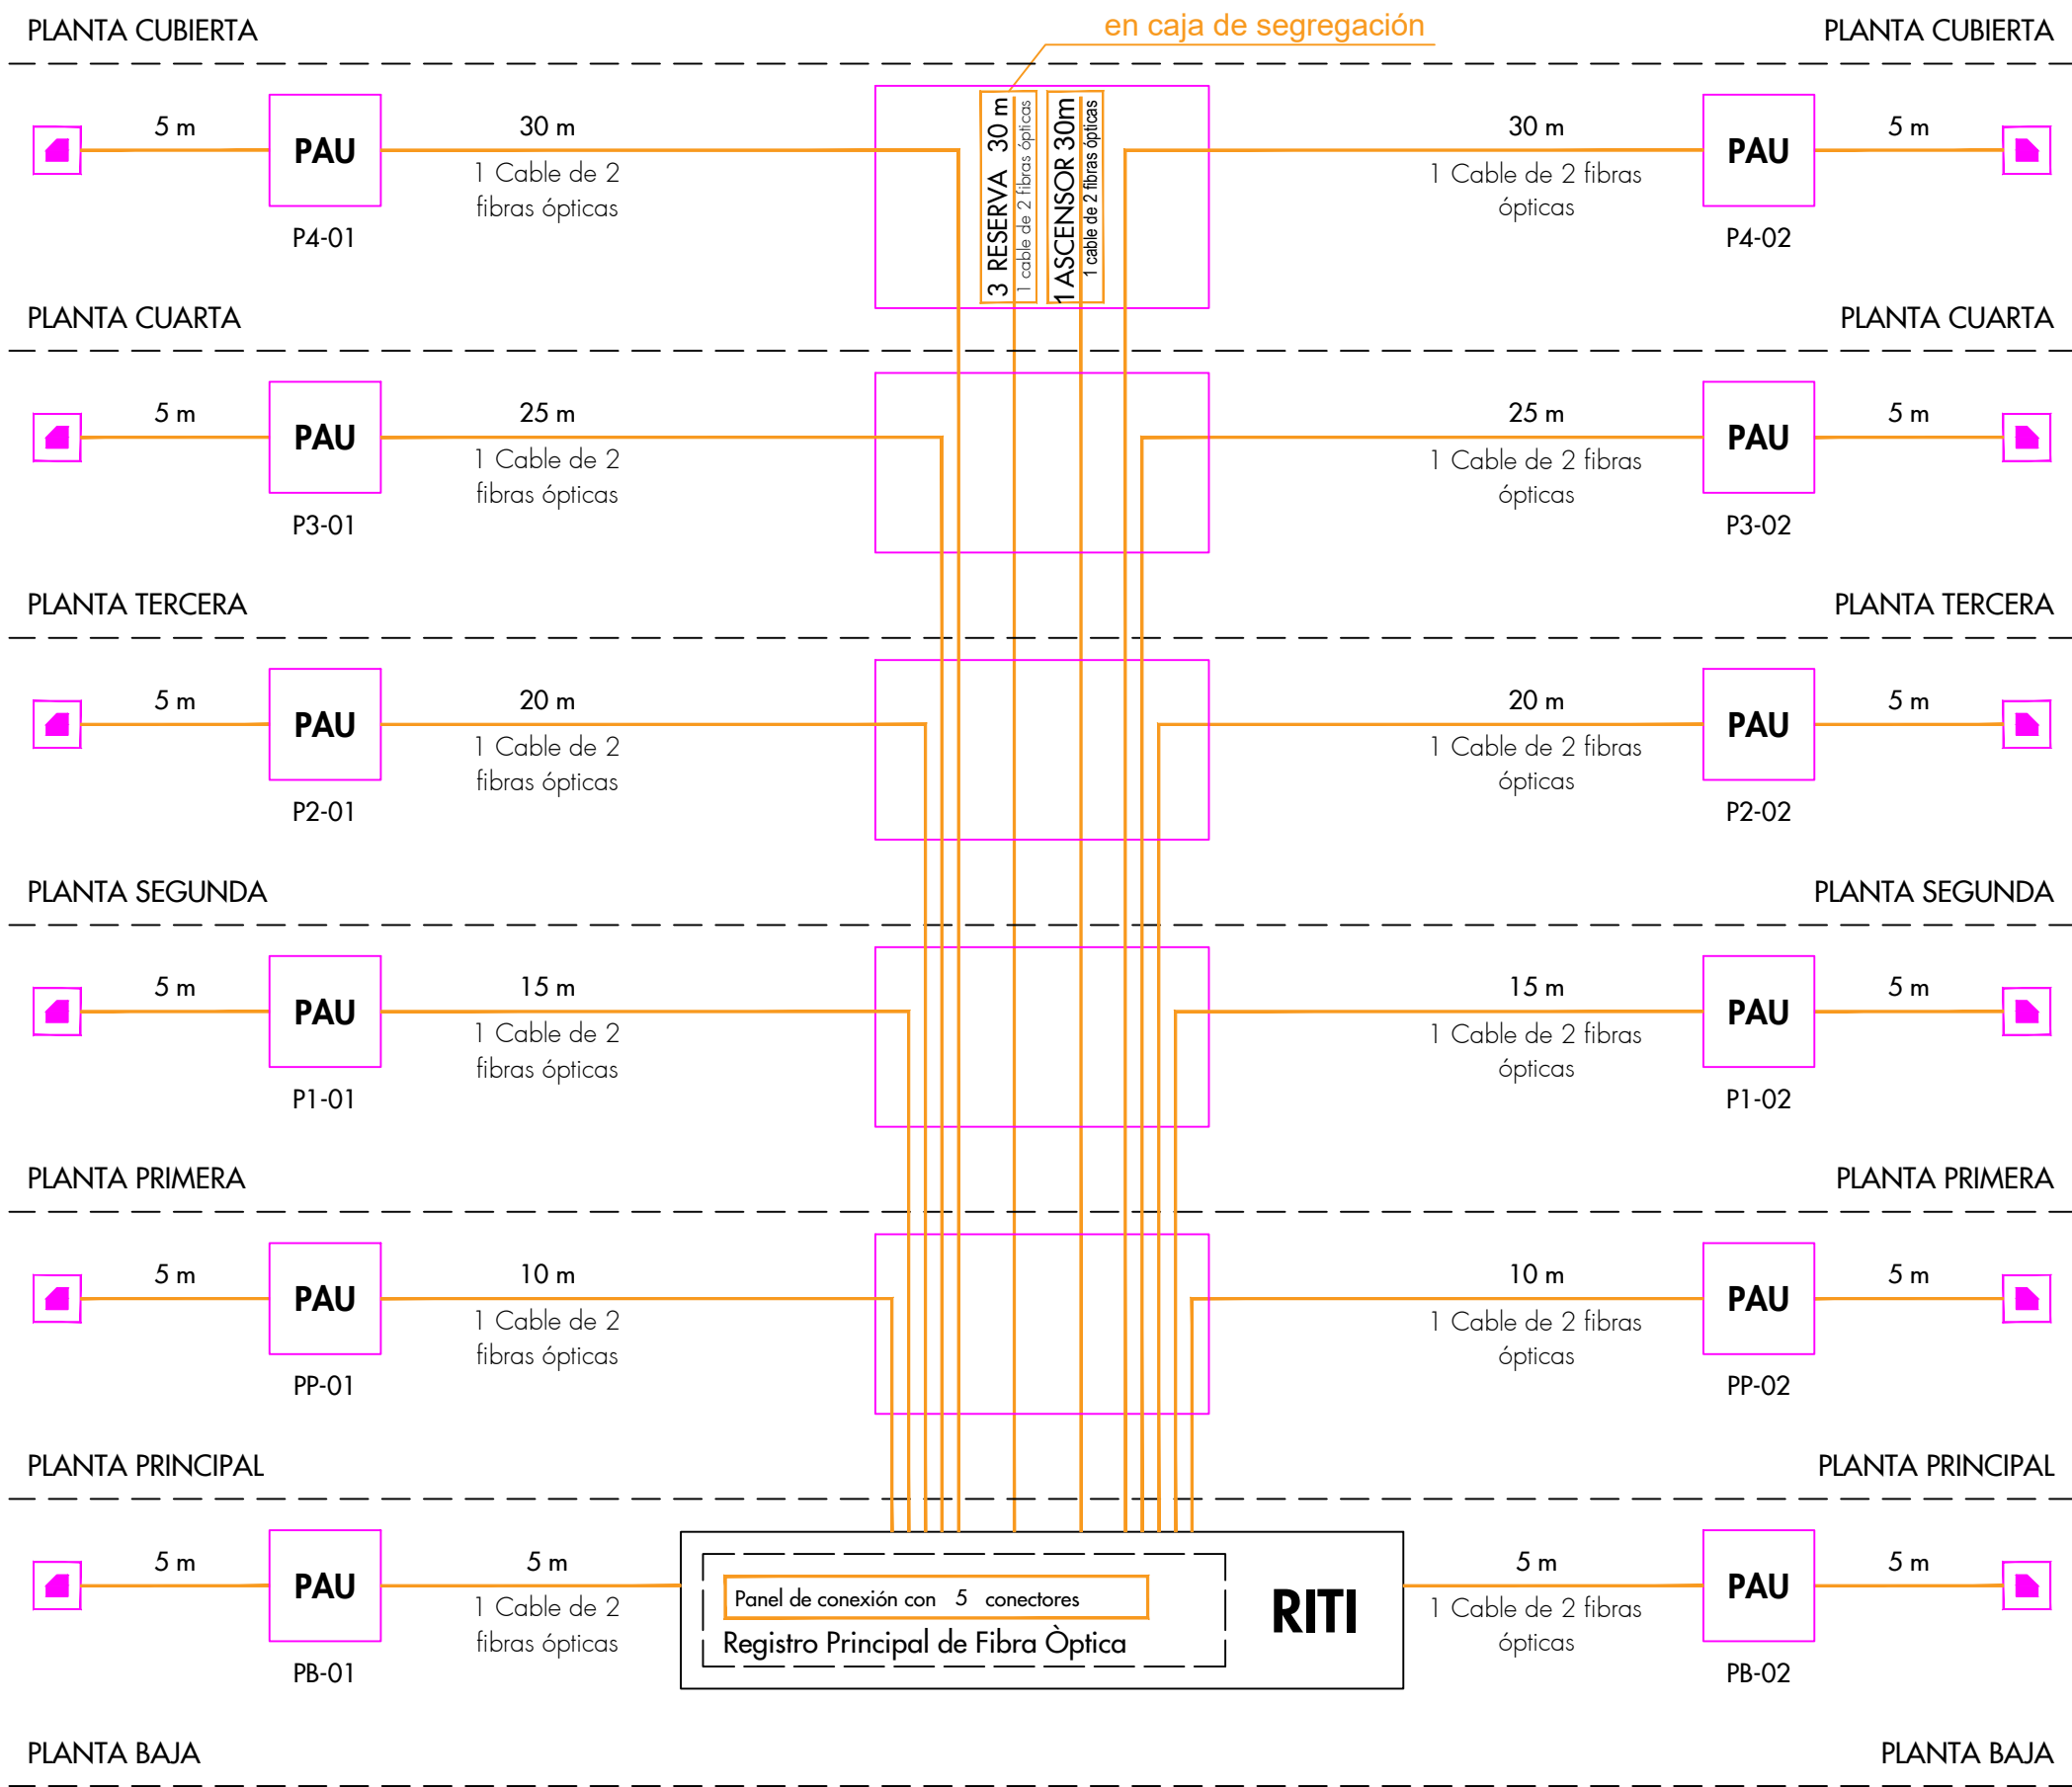 en caja de segregación
PLANTA CUBIERTA
PLANTA CUBIERTA
5 m
PAU
30 m
1 Cable de 2
fibras ópticas
P4-01
3 RESERVA 30 m
1 cable de 2 fibras ópticas
1 ASCENSOR 30m
1 cable de 2 fibras ópticas
30 m
1 Cable de 2 fibras
ópticas
PAU
5 m
P4-02
PLANTA CUARTA
PLANTA CUARTA
5 m
PAU
25 m
1 Cable de 2
fibras ópticas
P3-01
25 m
1 Cable de 2 fibras
ópticas
PAU
5 m
P3-02
PLANTA TERCERA
PLANTA TERCERA
5 m
PAU
20 m
1 Cable de 2
fibras ópticas
P2-01
20 m
1 Cable de 2 fibras
ópticas
PAU
5 m
P2-02
PLANTA SEGUNDA
PLANTA SEGUNDA
5 m
PAU
15 m
1 Cable de 2
fibras ópticas
P1-01
15 m
1 Cable de 2 fibras
ópticas
PAU
5 m
P1-02
PLANTA PRIMERA
PLANTA PRIMERA
5 m
PAU
10 m
1 Cable de 2
fibras ópticas
PP-01
10 m
1 Cable de 2 fibras
ópticas
PAU
5 m
PP-02
PLANTA PRINCIPAL
PLANTA PRINCIPAL
5 m
PAU
5 m
1 Cable de 2
fibras ópticas
PB-01
Panel de conexión con 5 conectores
Registro Principal de Fibra Òptica
RITI
5 m
1 Cable de 2 fibras
ópticas
PAU
5 m
PB-02
PLANTA BAJA
PLANTA BAJA